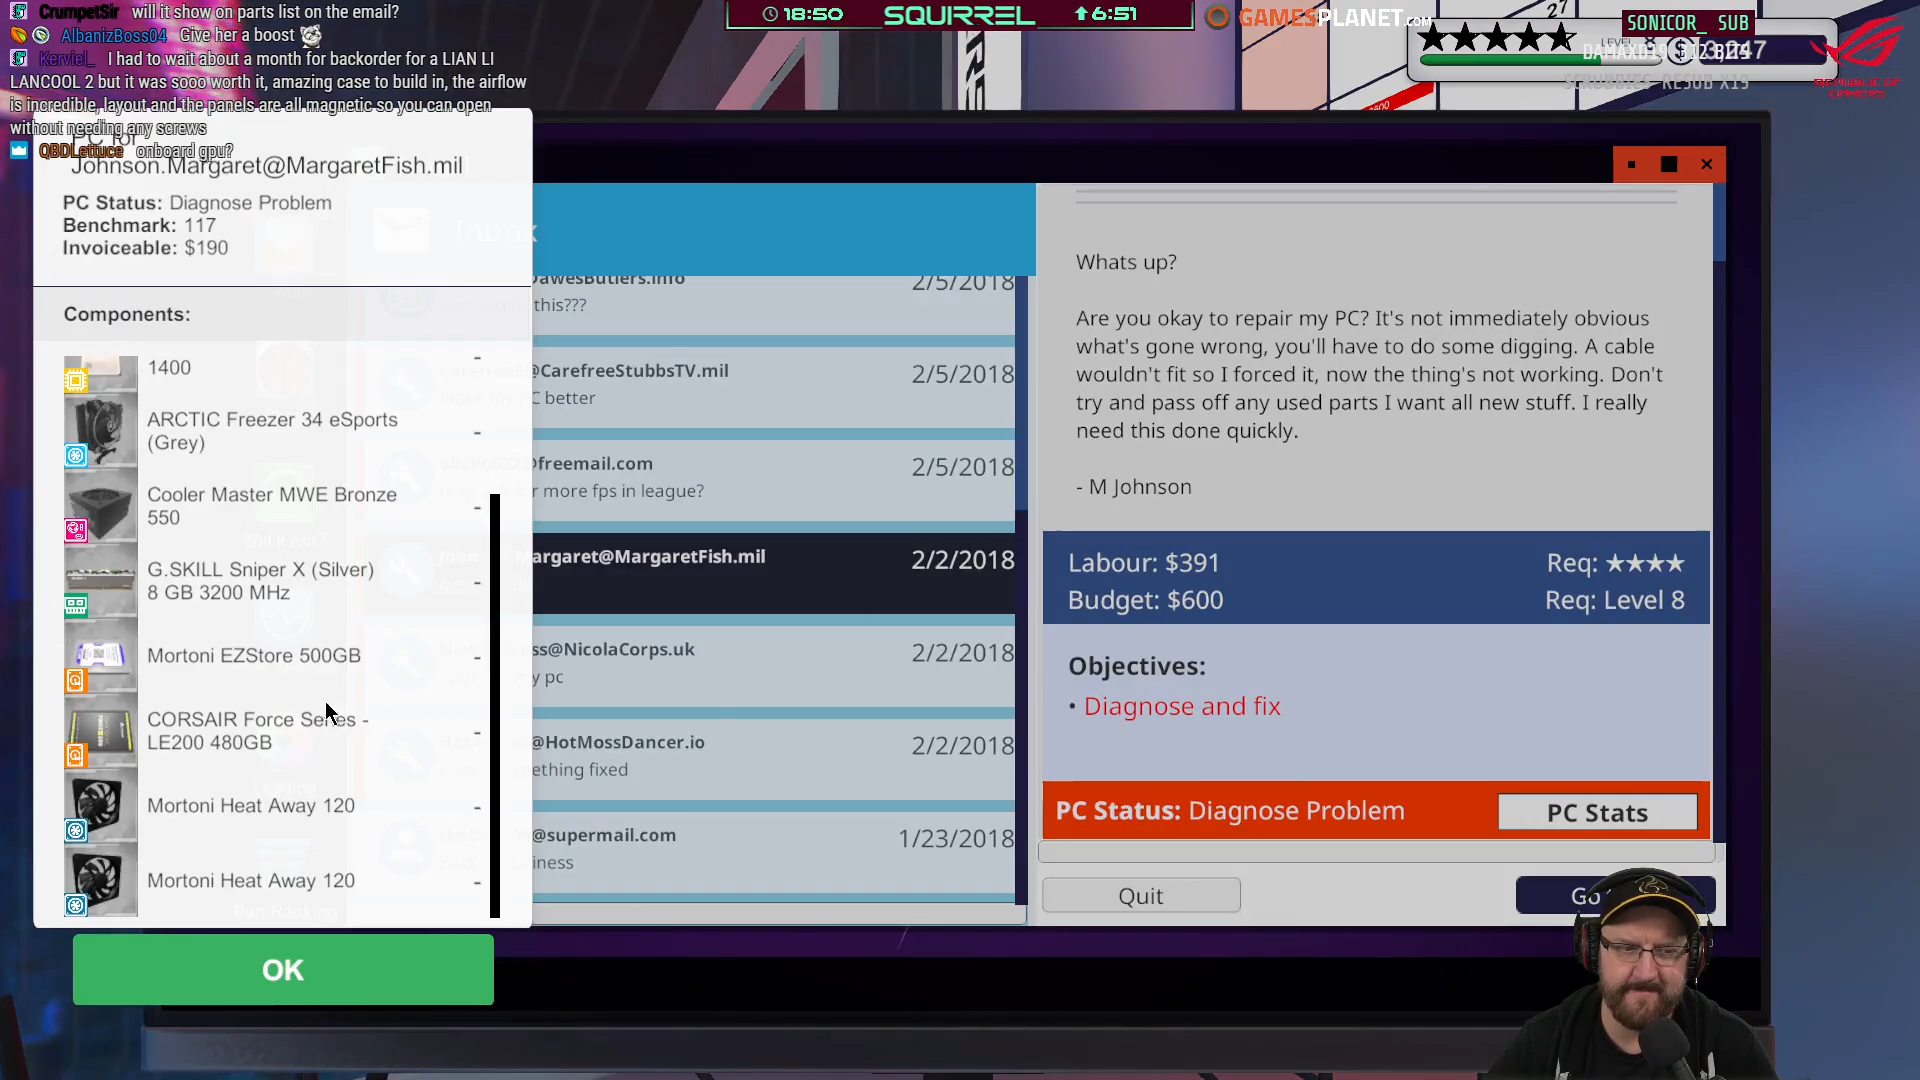 CrumpetSir will it show on parts list on the email?
AlbanizBoss04 Give her a boost
Kerviel_ I had to wait about a month for backorder for a LIAN LI
LANCOOL 2 but it was sooo worth it, amazing case to build in, the airflow
is incredible, layout and the panels are all magnetic so you can open
without needing any screws
QBDLettuce onboard gpu?
18:50
SQUIRREL
6:51
GAMESPLANET.COM
27
SONICOR_ SUB
SCRUBBIES RESUB X19
PC for
Johnson.Margaret@MargaretFish.mil
PC Status: Diagnose Problem
Benchmark: 117
Invoiceable: $190
Components:
1400
-
ARCTIC Freezer 34 eSports
(Grey)
-
Cooler Master MWE Bronze
550
-
G.SKILL Sniper X (Silver)
8 GB 3200 MHz
-
Mortoni EZStore 500GB
-
CORSAIR Force Series -
LE200 480GB
-
Mortoni Heat Away 120
-
Mortoni Heat Away 120
-
OK
Inbox
DawesButlers.info
2/5/2018
this???
@CarefreeStubbsTV.mil
2/5/2018
C better
@freemail.com
2/5/2018
r more fps in league?
Margaret@MargaretFish.mil
2/2/2018
ss@NicolaCorps.uk
2/2/2018
y pc
@HotMossDancer.io
2/2/2018
ething fixed
@supermail.com
1/23/2018
iness
Whats up?
Are you okay to repair my PC? It's not immediately obvious
what's gone wrong, you'll have to do some digging. A cable
wouldn't fit so I forced it, now the thing's not working. Don't
try and pass off any used parts I want all new stuff. I really
need this done quickly.
- M Johnson
Labour: $391
Req: ★★★★
Budget: $600
Req: Level 8
Objectives:
• Diagnose and fix
PC Status: Diagnose Problem
PC Stats
Quit
Go